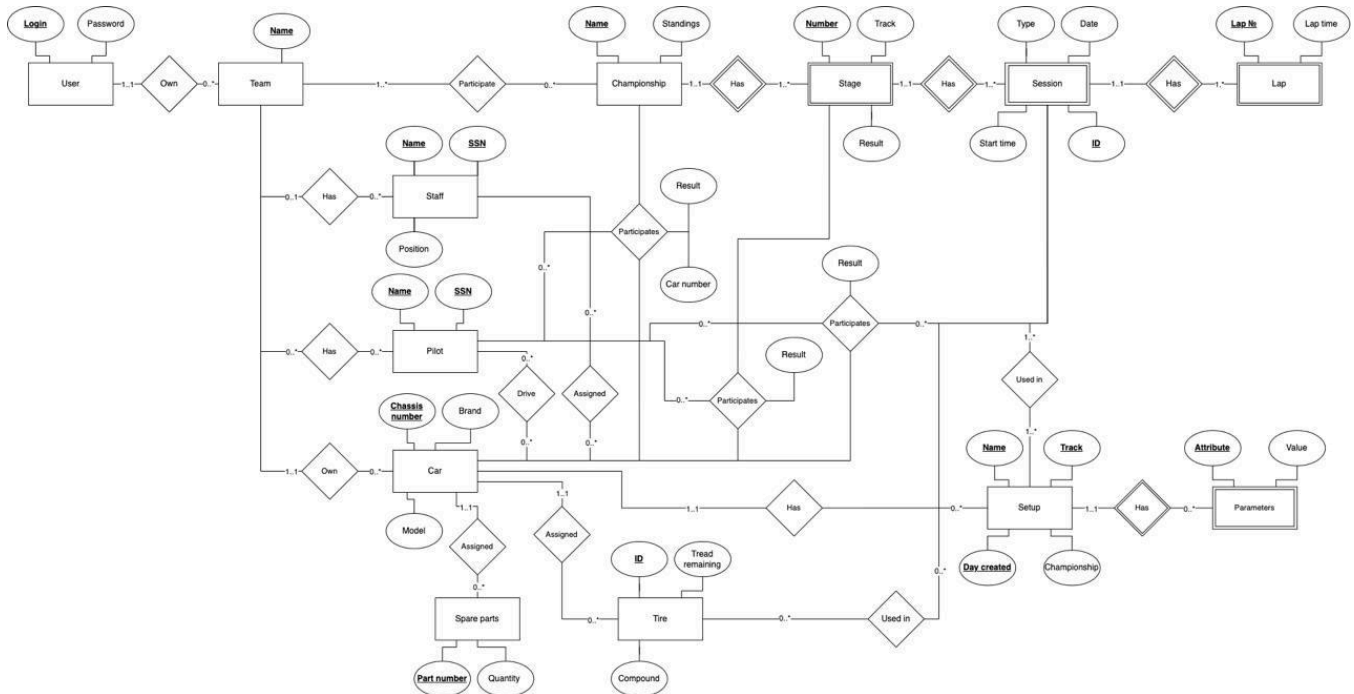 Login
Password
Name
Name
Standings
Number
Track
Type
Date
Lap №
Lap time
User
1..1
Own
0..*
Team
1..*
Participate
0..*
Championship
1..1
Has
1..*
Stage
1..1
Has
1..*
Session
1..1
Has
1.*
Lap
Result
Start time
ID
Name
SSN
0..1
Has
0..*
Staff
Position
Result
Participates
0..*
Car number
Result
Name
SSN
0..*
0..*
Participates
0..*
1..*
0..*
Has
0..*
Pilot
0..*
Result
Used in
Drive
Assigned
0..*
Participates
Chassis
number
Brand
0..*
0..*
1..*
Name
Track
Attribute
Value
1..1
Own
0..*
Car
1..1
1..1
1..1
Has
0..*
Setup
1..1
Has
0..*
Parameters
Model
Assigned
Assigned
ID
Tread
remaining
Day created
Championship
0..*
0..*
Spare parts
0..*
Tire
0..*
Used in
Part number
Quantity
Compound